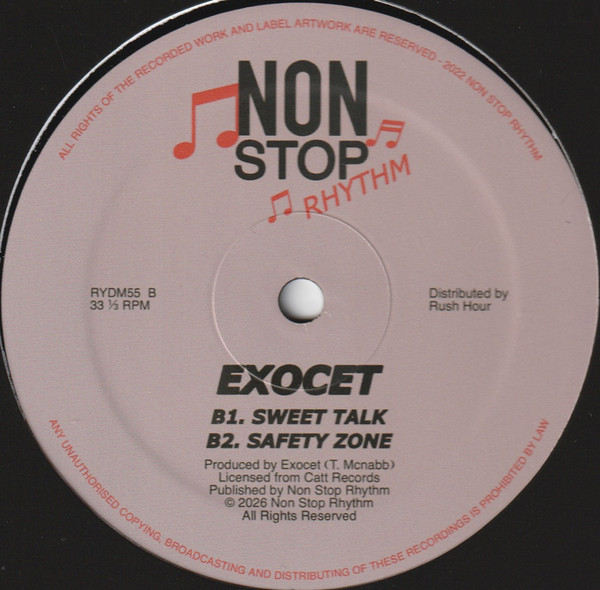 ALL RIGHTS OF THE RECORDED WORK AND LABEL ARTWORK ARE RESERVED - 2022 NON STOP RHYTHM
NON
STOP
RHYTHM
RYDM55 B
33 ⅓ RPM
Distributed by
Rush Hour
EXOCET
B1. SWEET TALK
B2. SAFETY ZONE
Produced by Exocet (T. Mcnabb)
Licensed from Catt Records
Published by Non Stop Rhythm
© 2026 Non Stop Rhythm
All Rights Reserved
ANY UNAUTHORISED COPYING, BROADCASTING AND DISTRIBUTING OF THESE RECORDINGS IS PROHIBITED BY LAW